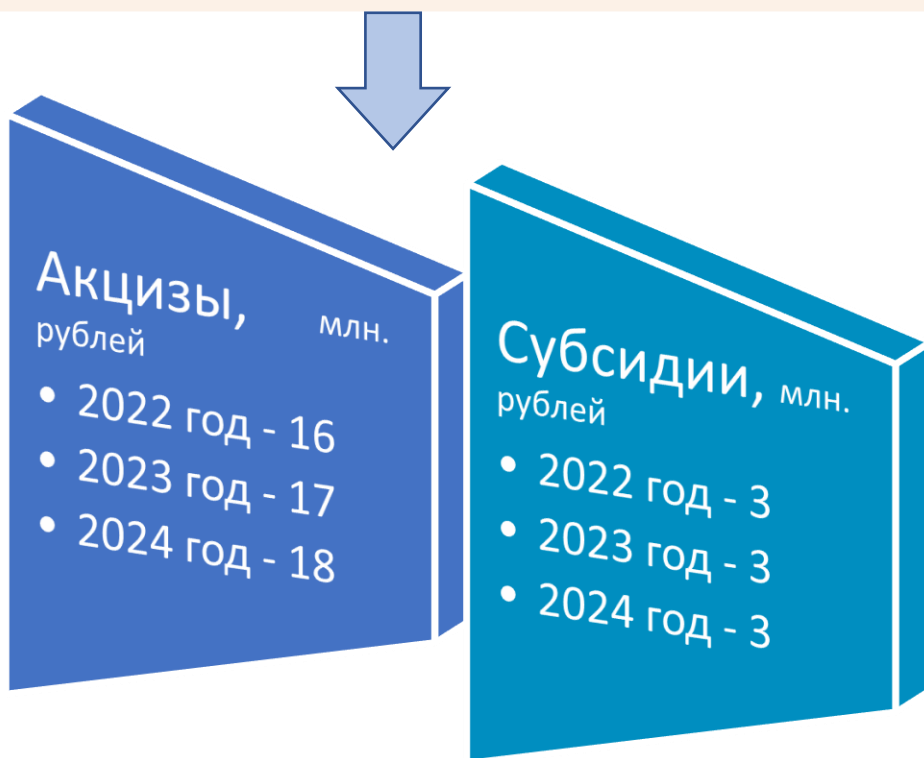 Акцизы, млн.
рублей
• 2022 год - 16
• 2023 год - 17
• 2024 год - 18
Субсидии, млн.
рублей
• 2022 год - 3
• 2023 год - 3
• 2024 год - 3